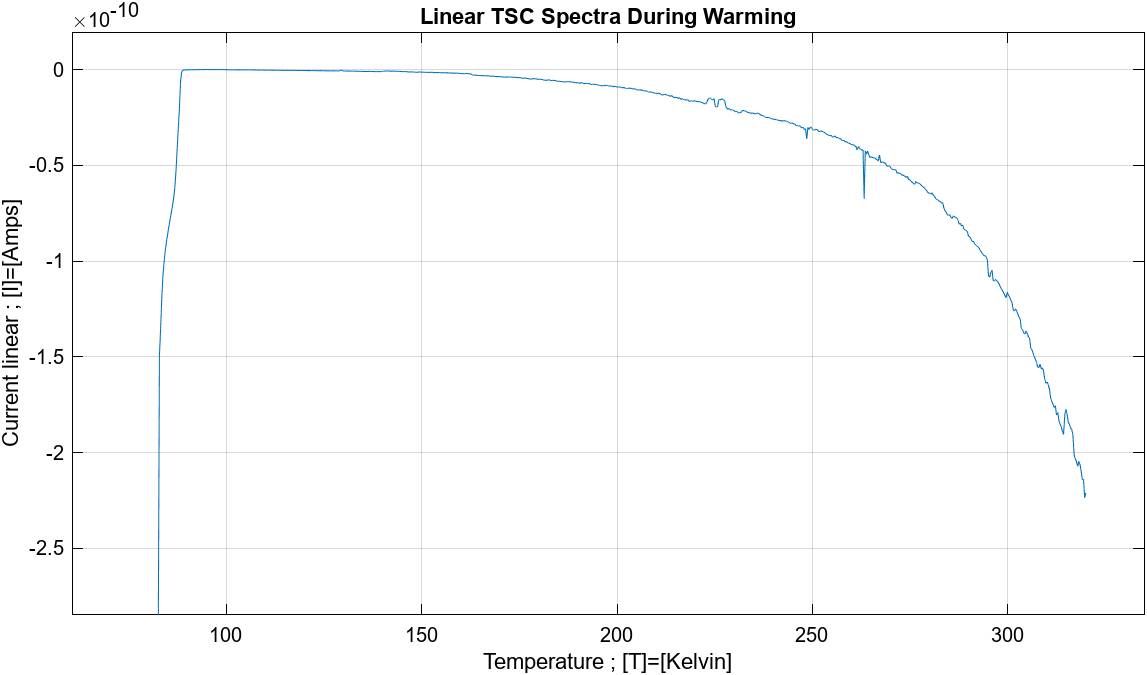 Linear TSC Spectra During Warming
×10-10
0
-0.5
-1
-1.5
-2
-2.5
Current linear ; [I]=[Amps]
100 150 200 250 300
Temperature ; [T]=[Kelvin]